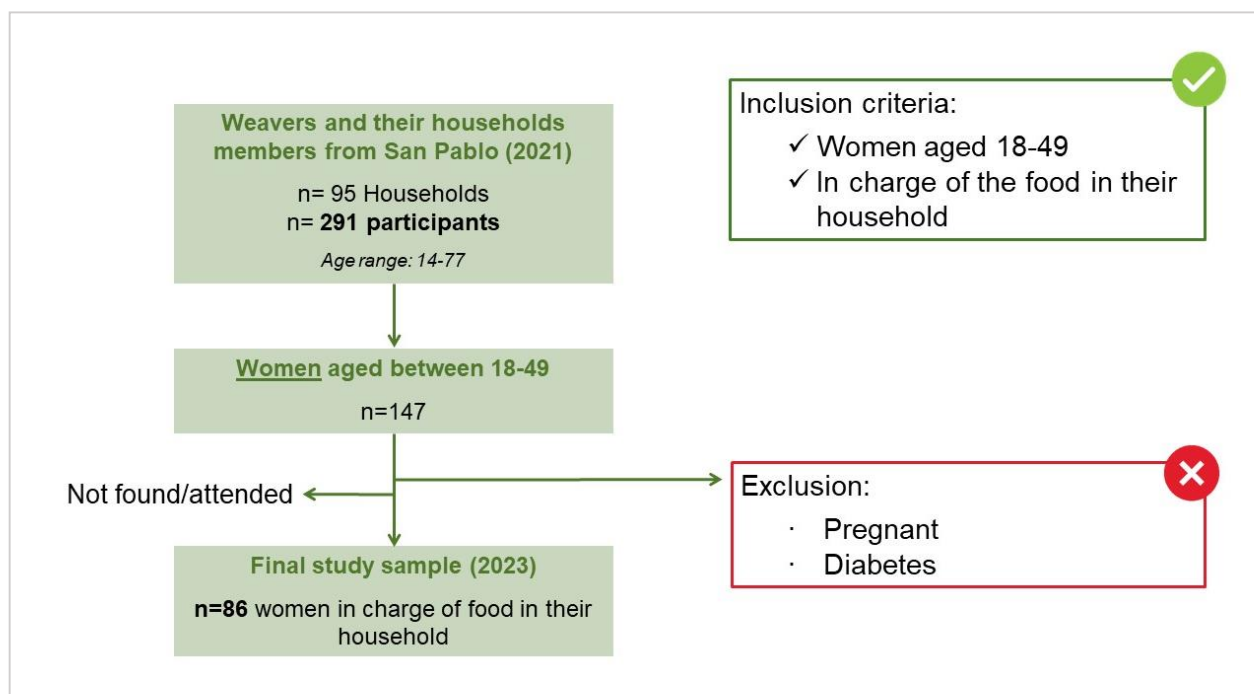 Weavers and their households
members from San Pablo (2021)
n= 95 Households
n= 291 participants
Age range: 14-77
Inclusion criteria:
✓ Women aged 18-49
✓ In charge of the food in their
household
Women aged between 18-49
n=147
Not found/attended
Exclusion:
· Pregnant
· Diabetes
Final study sample (2023)
n=86 women in charge of food in their
household